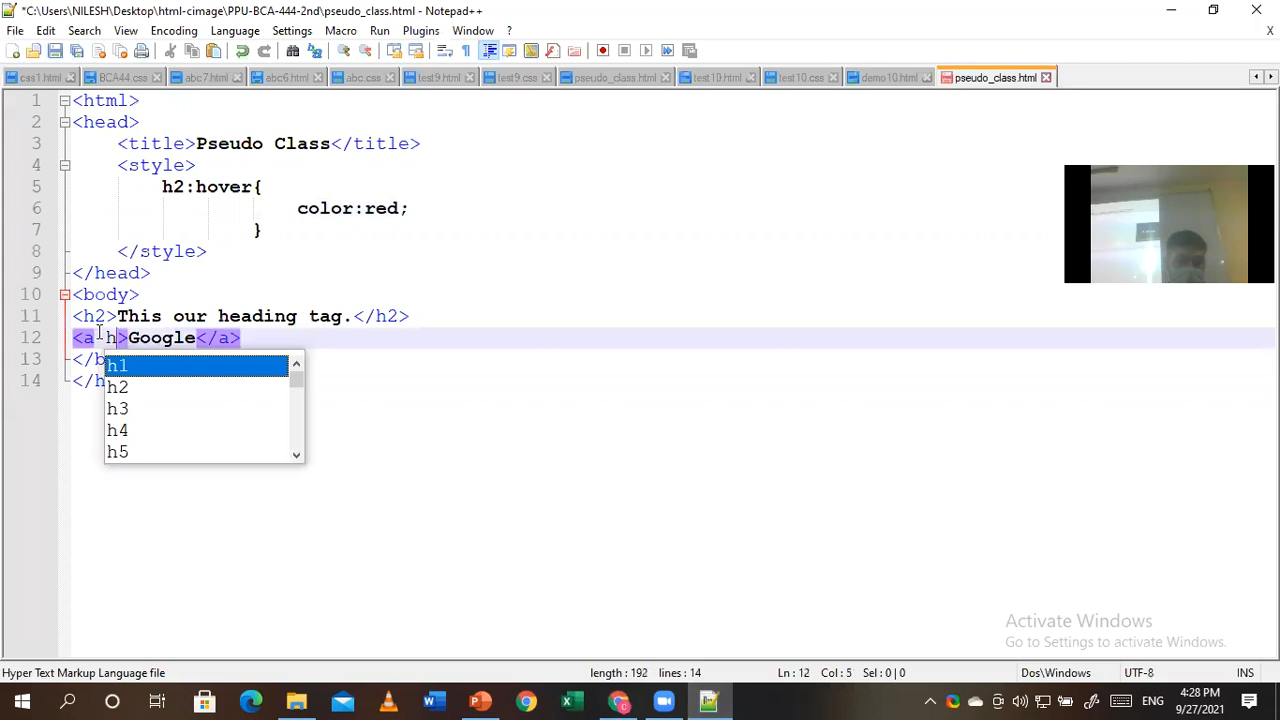 *C:\Users\NILESH\Desktop\html-cimage\PPU-BCA-444-2nd\pseudo_class.html - Notepad++
File Edit Search View Encoding Language Settings Macro Run Plugins Window ? X
css1.html BCA44.css abc7.html abc6.html abc.css test9.html test9.css pseudo_class.html test10.html test10.css demo10.html pseudo_class.html
1 <html>
2 <head>
3 <title>Pseudo Class</title>
4 <style>
5 h2:hover{
6 color:red;
7 }
8 </style>
9 </head>
10 <body>
11 <h2>This our heading tag.</h2>
12 <a h>Google</a>
13 </b
14 </h
h1
h2
h3
h4
h5
Activate Windows
Go to Settings to activate Windows.
Hyper Text Markup Language file length : 192 lines : 14 Ln : 12 Col : 5 Sel : 0 | 0 Dos\Windows UTF-8 INS
ENG 4:28 PM
9/27/2021